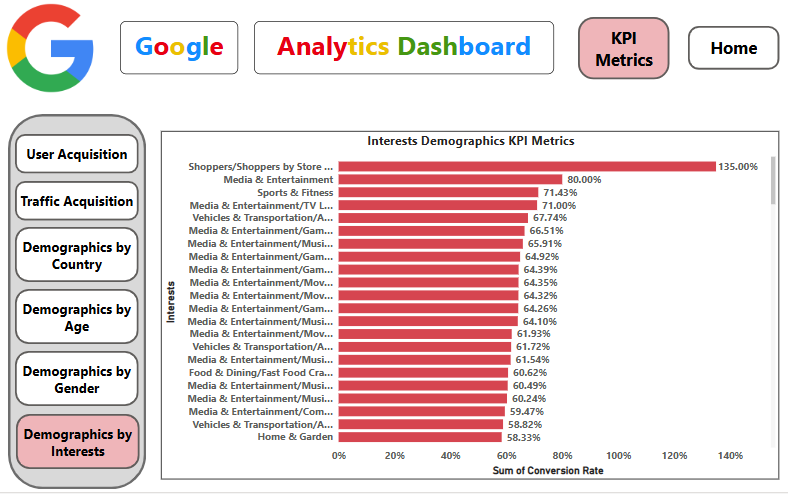 Google
Analytics Dashboard
KPI
Metrics
Home
User Acquisition
Traffic Acquisition
Demographics by
Country
Demographics by
Age
Demographics by
Gender
Demographics by
Interests
Interests Demographics KPI Metrics
Interests
Shoppers/Shoppers by Store ... 135.00%
Media & Entertainment 80.00%
Sports & Fitness 71.43%
Media & Entertainment/TV L... 71.00%
Vehicles & Transportation/A... 67.74%
Media & Entertainment/Gam... 66.51%
Media & Entertainment/Musi... 65.91%
Media & Entertainment/Gam... 64.92%
Media & Entertainment/Gam... 64.39%
Media & Entertainment/Mov... 64.35%
Media & Entertainment/Mov... 64.32%
Media & Entertainment/Gam... 64.26%
Media & Entertainment/Musi... 64.10%
Media & Entertainment/Mov... 61.93%
Vehicles & Transportation/A... 61.72%
Media & Entertainment/Musi... 61.54%
Food & Dining/Fast Food Cra... 60.62%
Media & Entertainment/Musi... 60.49%
Media & Entertainment/Musi... 60.24%
Media & Entertainment/Com... 59.47%
Vehicles & Transportation/A... 58.82%
Home & Garden 58.33%
0% 20% 40% 60% 80% 100% 120% 140%
Sum of Conversion Rate